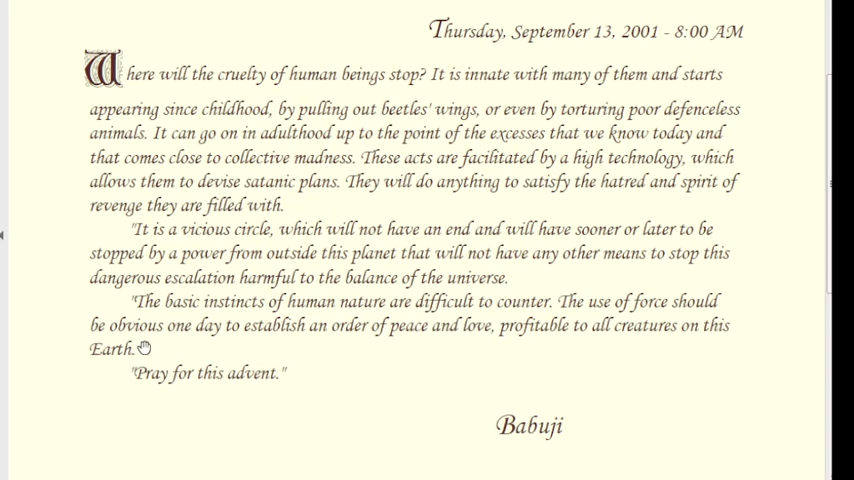 Thursday, September 13, 2001 - 8:00 AM
Where will the cruelty of human beings stop? It is innate with many of them and starts
appearing since childhood, by pulling out beetles' wings, or even by torturing poor defenceless
animals. It can go on in adulthood up to the point of the excesses that we know today and
that comes close to collective madness. These acts are facilitated by a high technology, which
allows them to devise satanic plans. They will do anything to satisfy the hatred and spirit of
revenge they are filled with.
"It is a vicious circle, which will not have an end and will have sooner or later to be
stopped by a power from outside this planet that will not have any other means to stop this
dangerous escalation harmful to the balance of the universe.
"The basic instincts of human nature are difficult to counter. The use of force should
be obvious one day to establish an order of peace and love, profitable to all creatures on this
Earth.
"Pray for this advent."
Babuji